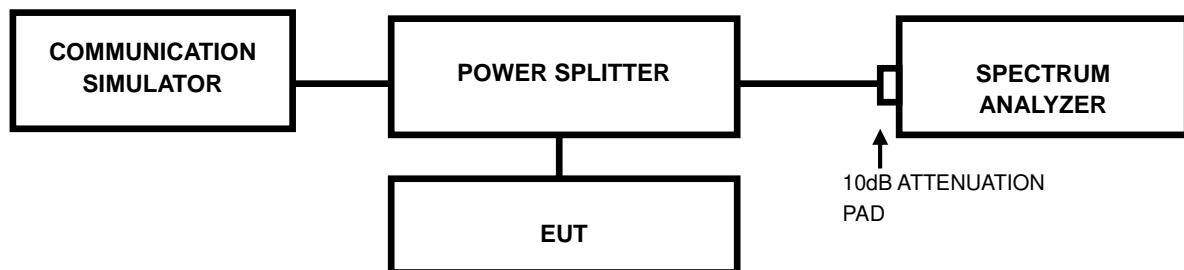 COMMUNICATION
SIMULATOR
POWER SPLITTER
SPECTRUM
ANALYZER
10dB ATTENUATION
PAD
EUT